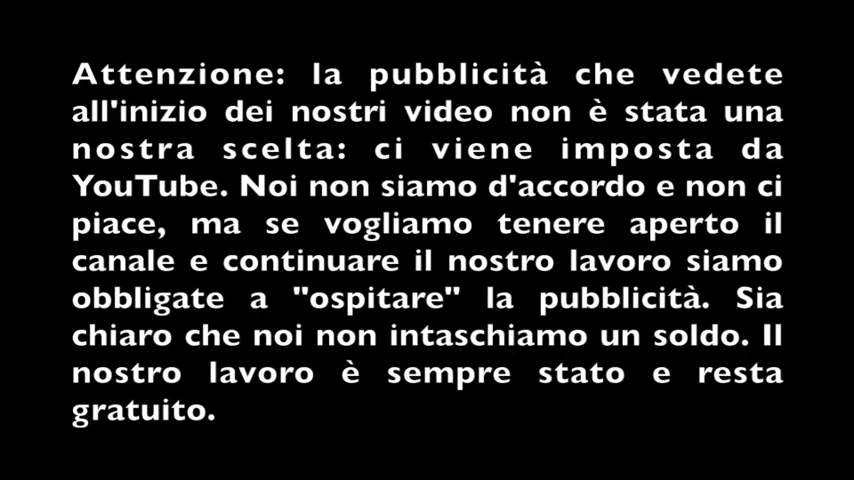 Attenzione: la pubblicità che vedete
all'inizio dei nostri video non è stata una
nostra scelta: ci viene imposta da
YouTube. Noi non siamo d'accordo e non ci
piace, ma se vogliamo tenere aperto il
canale e continuare il nostro lavoro siamo
obbligate a "ospitare" la pubblicità. Sia
chiaro che noi non intaschiamo un soldo. Il
nostro lavoro è sempre stato e resta
gratuito.